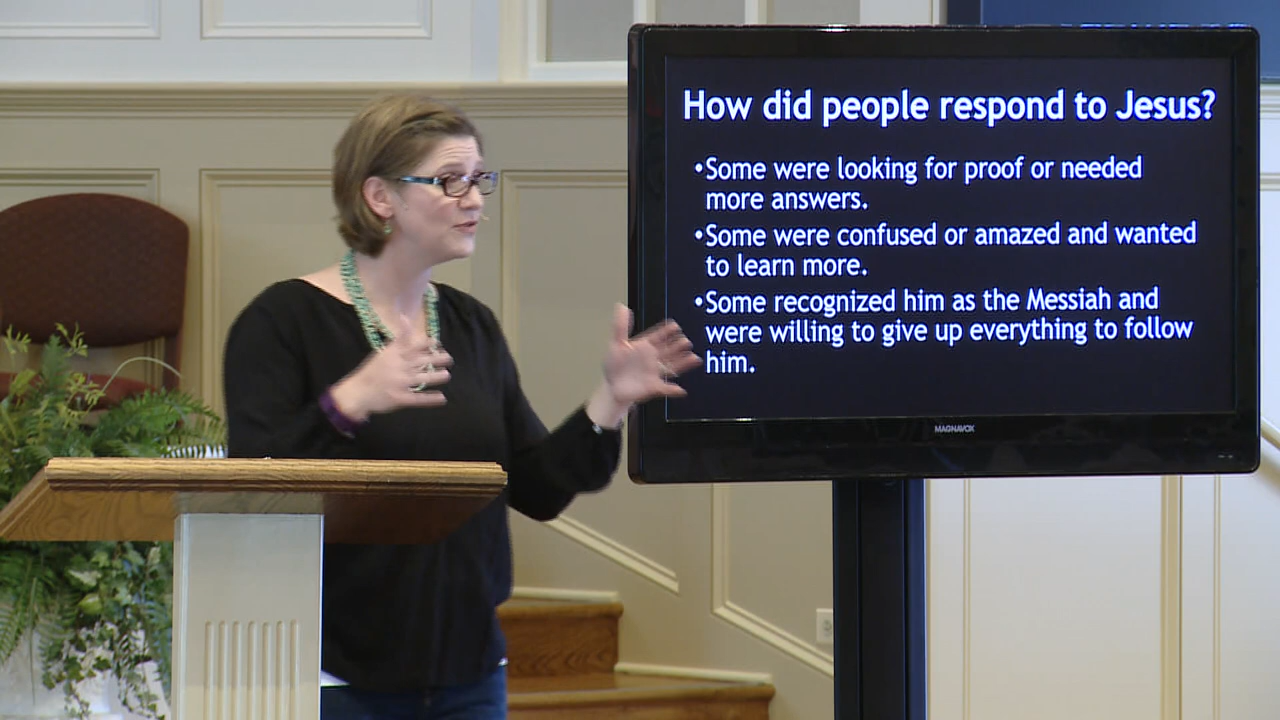 How did people respond to Jesus?
•Some were looking for proof or needed
more answers.
•Some were confused or amazed and wanted
to learn more.
•Some recognized him as the Messiah and
were willing to give up everything to follow
him.
MAGNAVOX